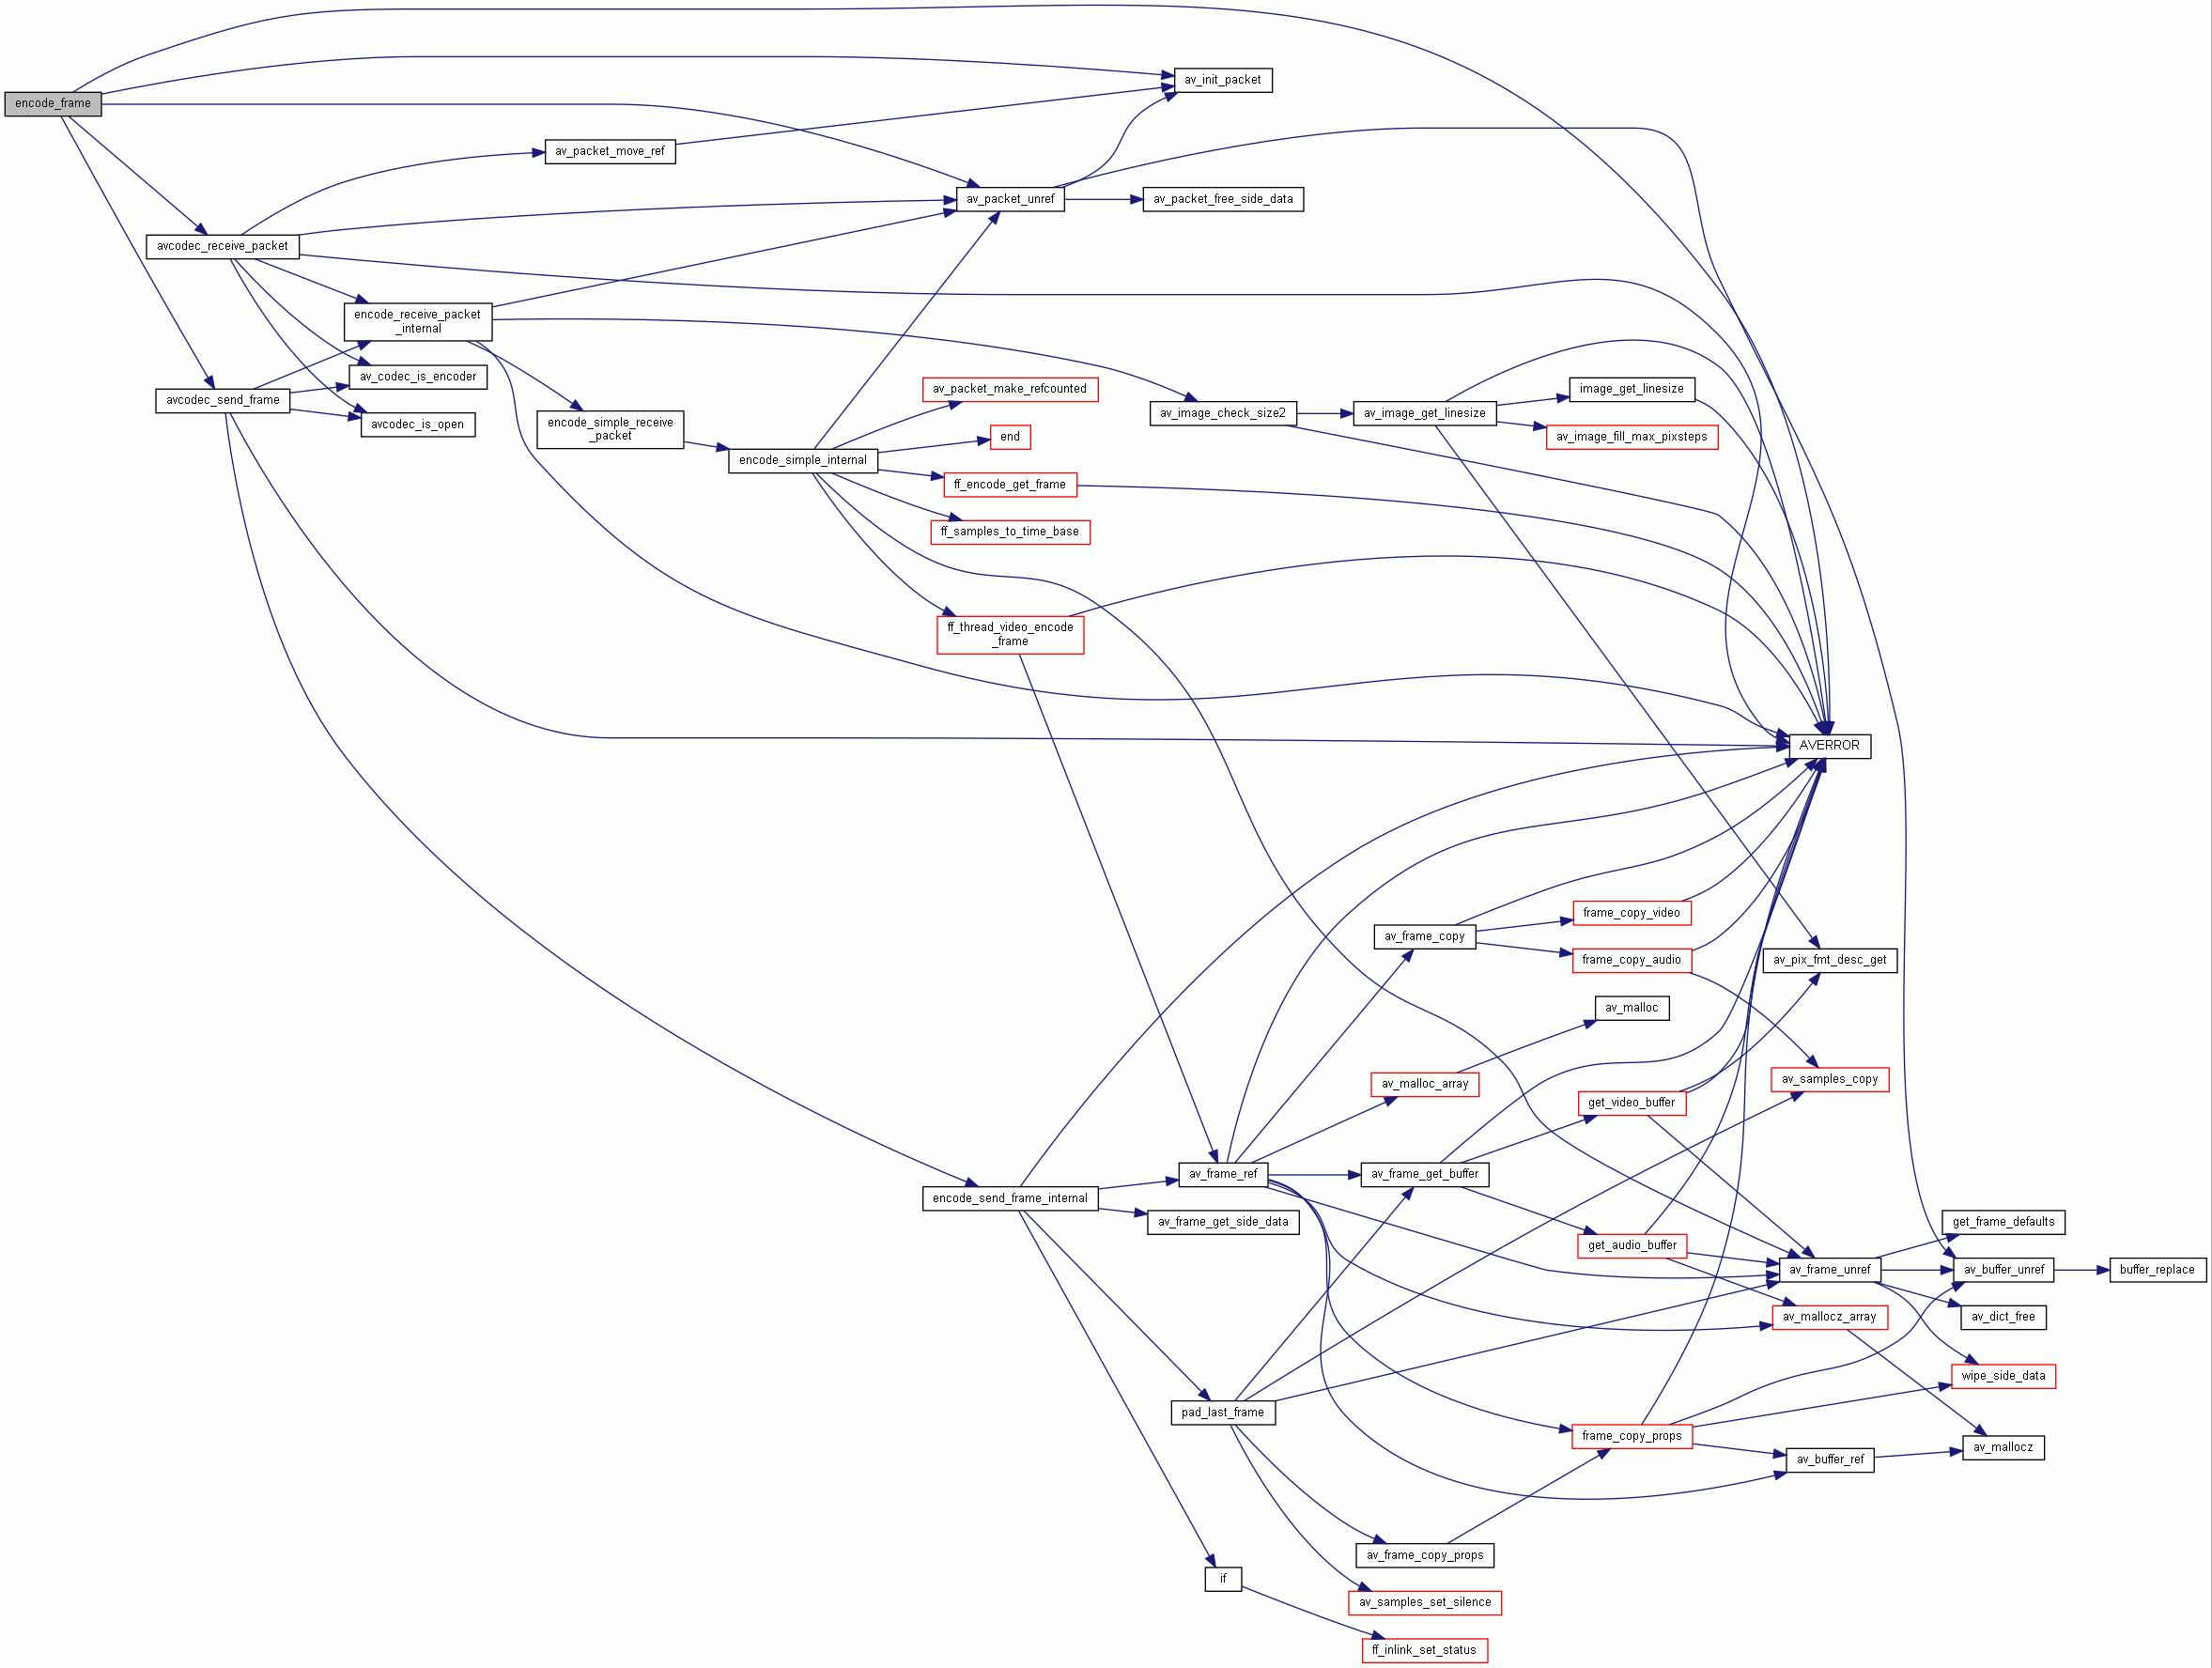 encode_frame
av_init_packet
av_packet_move_ref
av_packet_unref
av_packet_free_side_data
avcodec_receive_packet
encode_receive_packet
_internal
av_codec_is_encoder
avcodec_send_frame
avcodec_is_open
encode_simple_receive
_packet
encode_simple_internal
av_packet_make_refcounted
end
ff_encode_get_frame
ff_samples_to_time_base
ff_thread_video_encode
_frame
av_image_check_size2
av_image_get_linesize
image_get_linesize
av_image_fill_max_pixsteps
AVERROR
frame_copy_video
av_frame_copy
frame_copy_audio
av_pix_fmt_desc_get
av_malloc
av_malloc_array
av_samples_copy
get_video_buffer
av_frame_ref
av_frame_get_buffer
encode_send_frame_internal
av_frame_get_side_data
get_audio_buffer
get_frame_defaults
av_frame_unref
av_buffer_unref
buffer_replace
av_mallocz_array
av_dict_free
wipe_side_data
pad_last_frame
frame_copy_props
av_buffer_ref
av_mallocz
av_frame_copy_props
if
av_samples_set_silence
ff_inlink_set_status